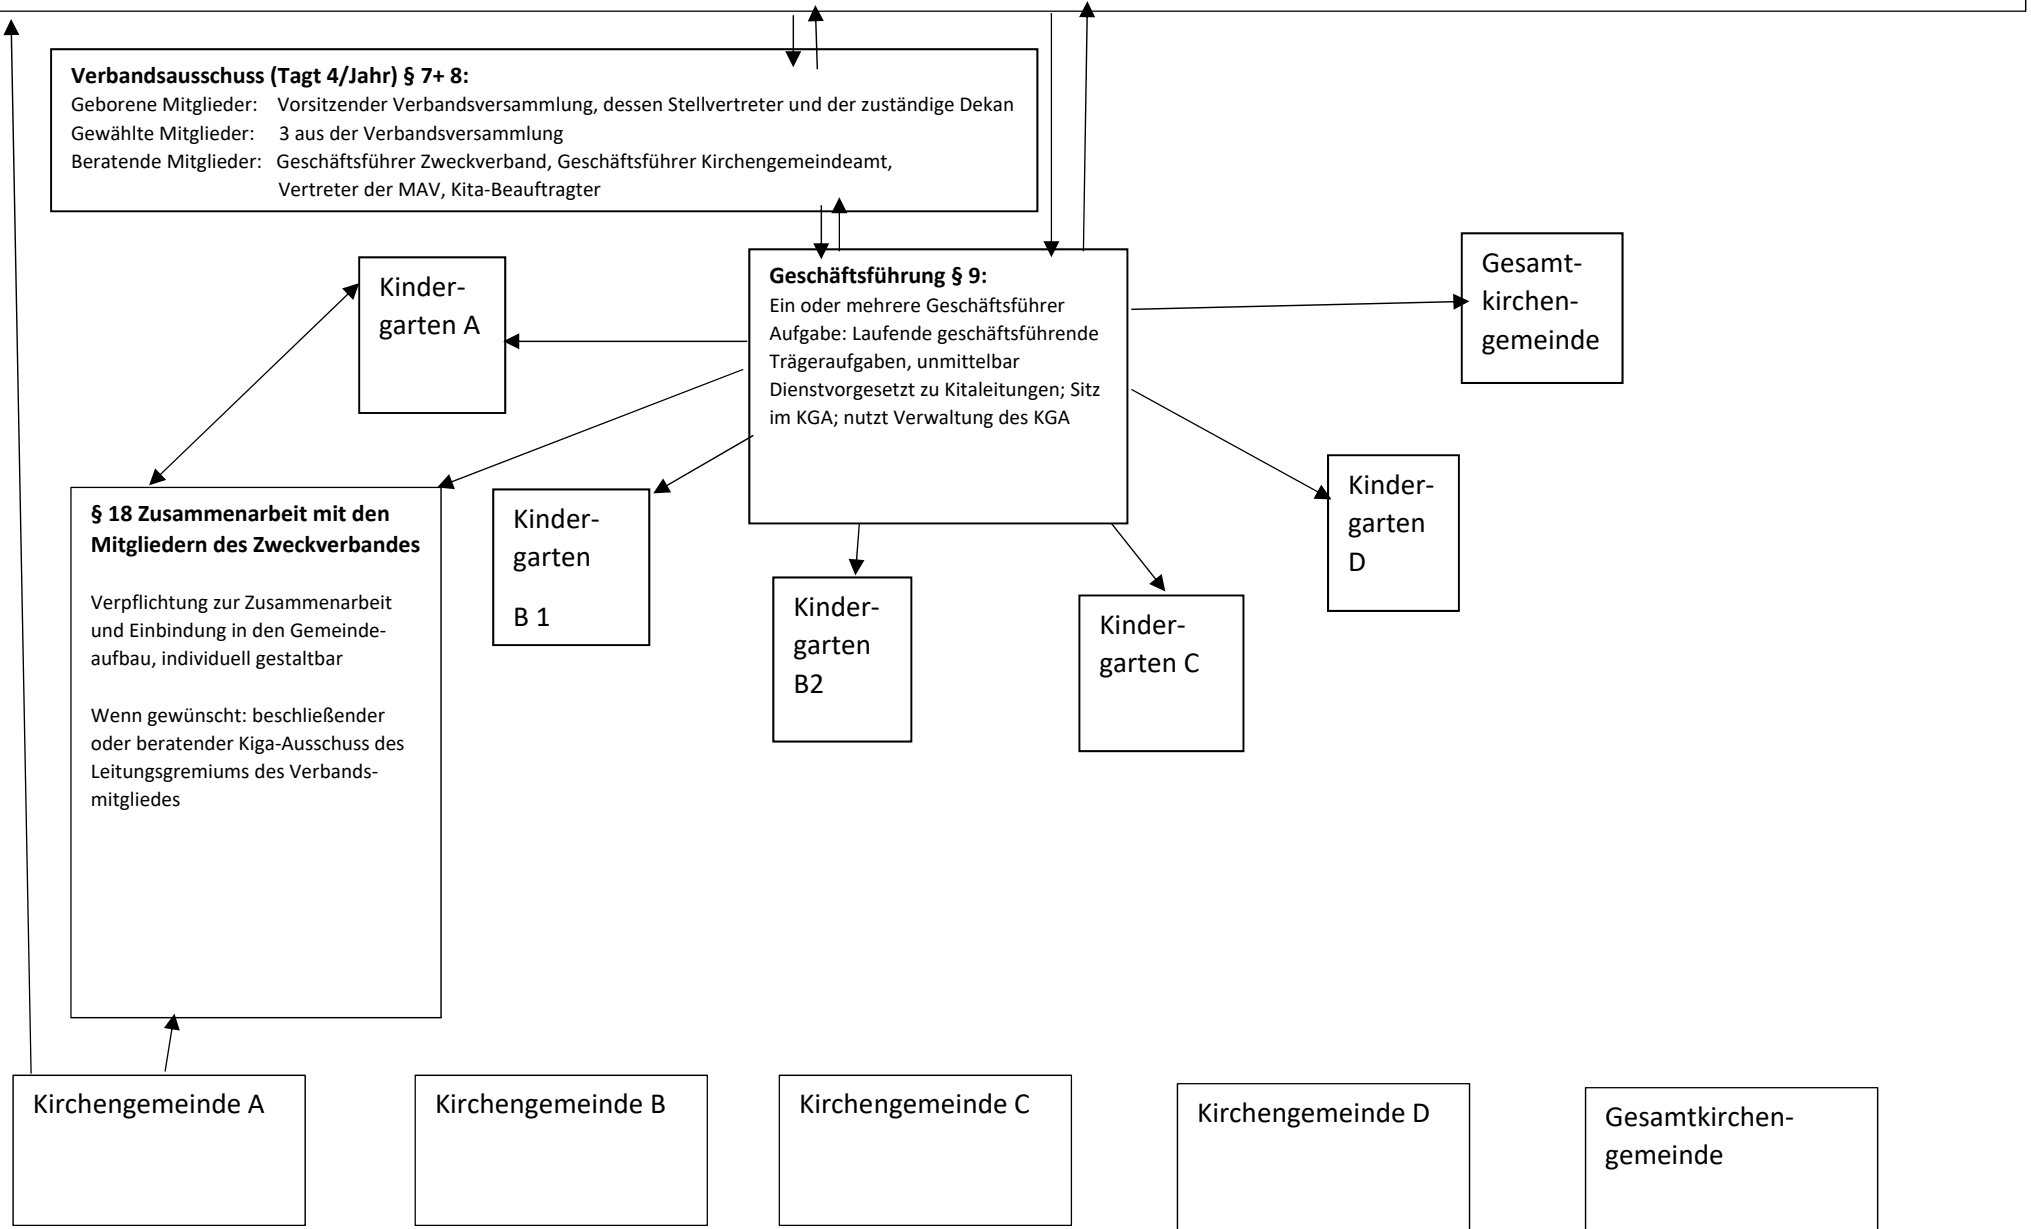 Verbandsausschuss (Tagt 4/Jahr) § 7+ 8:
Geborene Mitglieder: Vorsitzender Verbandsversammlung, dessen Stellvertreter und der zuständige Dekan
Gewählte Mitglieder: 3 aus der Verbandsversammlung
Beratende Mitglieder: Geschäftsführer Zweckverband, Geschäftsführer Kirchengemeindeamt,
Vertreter der MAV, Kita-Beauftragter
Kinder-
garten A
Geschäftsführung § 9:
Ein oder mehrere Geschäftsführer
Aufgabe: Laufende geschäftsführende
Trägeraufgaben, unmittelbar
Dienstvorgesetzt zu Kitaleitungen; Sitz
im KGA; nutzt Verwaltung des KGA
Gesamt-
kirchen-
gemeinde
§ 18 Zusammenarbeit mit den
Mitgliedern des Zweckverbandes
Verpflichtung zur Zusammenarbeit
und Einbindung in den Gemeinde-
aufbau, individuell gestaltbar
Wenn gewünscht: beschließender
oder beratender Kiga-Ausschuss des
Leitungsgremiums des Verbands-
mitgliedes
Kinder-
garten
B 1
Kinder-
garten
B2
Kinder-
garten C
Kinder-
garten
D
Kirchengemeinde A
Kirchengemeinde B
Kirchengemeinde C
Kirchengemeinde D
Gesamtkirchen-
gemeinde